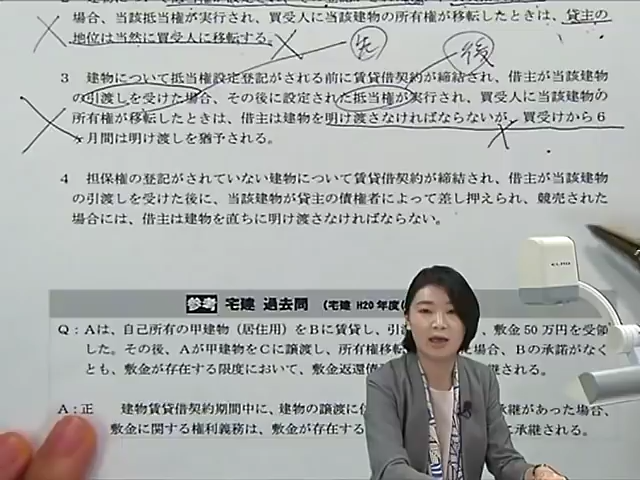 場合、当該抵当権が実行され、買受人に当該建物の所有権が移転したときは、貸主の
地位は当然に買受人に移転する。
先
後
3 建物について抵当権設定登記がされる前に賃貸借契約が締結され、借主が当該建物
の引渡しを受けた場合、その後に設定された抵当権が実行され、買受人に当該建物の
所有権が移転したときは、借主は建物を明け渡さなければならないが、買受けから6
ヶ月間は明け渡しを猶予される。
4 担保権の登記がされていない建物について賃貸借契約が締結され、借主が当該建物
の引渡しを受けた後に、当該建物が貸主の債権者によって差し押えられ、競売された
場合には、借主は建物を直ちに明け渡さなければならない。
ELMO
参考 宅建 過去問 (宅建 H20年度
Q:Aは、自己所有の甲建物(居住用)をBに賃貸し、引 、敷金50万円を受領
した。その後、Aが甲建物をCに譲渡し、所有権移転 た場合、Bの承諾がなく
とも、敷金が存在する限度において、敷金返還債 継される。
A:正 建物賃貸借契約期間中に、建物の譲渡に 承継があった場合、
敷金に関する権利義務は、敷金が存在する に承継される。